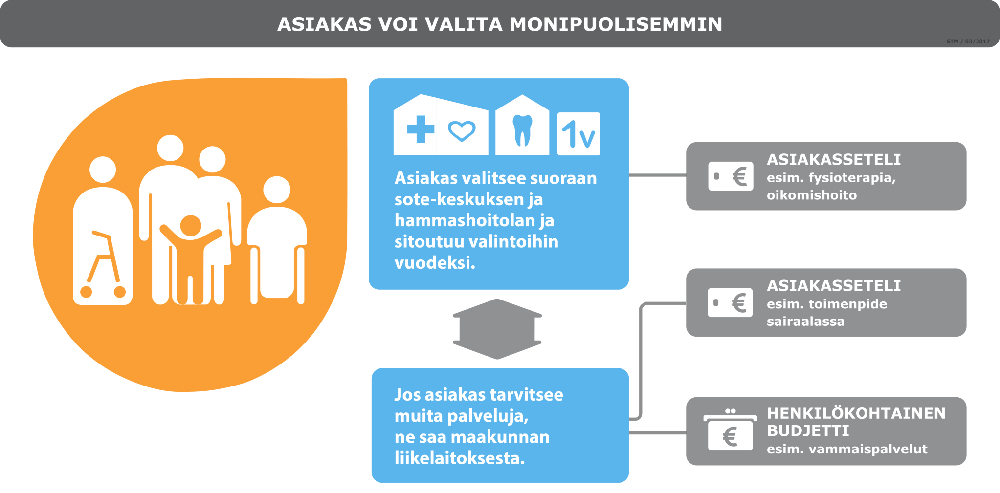 ASIAKAS VOI VALITA MONIPUOLISEMMIN
STM / 03/2017
1v
Asiakas valitsee suoraan
sote-keskuksen ja
hammashoitolan ja
sitoutuu valintoihin
vuodeksi.
€
ASIAKASSETELI
esim. fysioterapia,
oikomishoito
€
ASIAKASSETELI
esim. toimenpide
sairaalassa
Jos asiakas tarvitsee
muita palveluja,
ne saa maakunnan
liikelaitoksesta.
€
HENKILÖKOHTAINEN
BUDJETTI
esim. vammaispalvelut